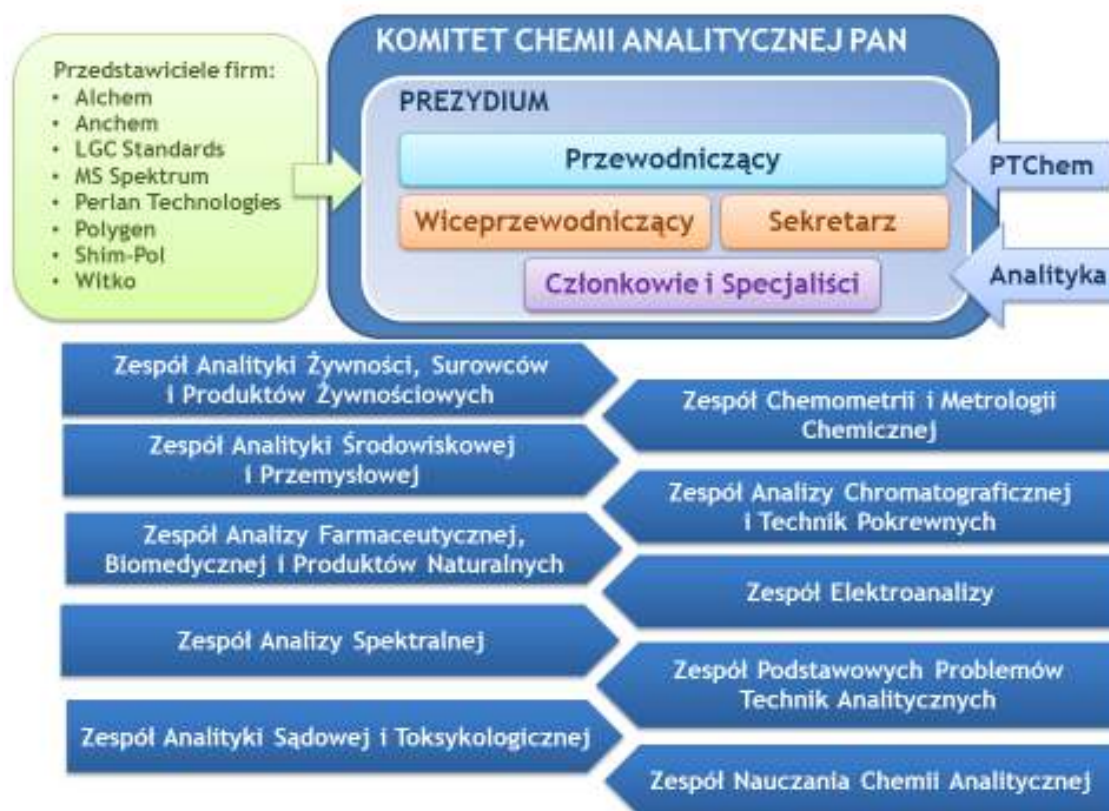 KOMITET CHEMII ANALITYCZNEJ PAN
Przedstawiciele firm:
• Alchem
• Anchem
• LGC Standards
• MS Spektrum
• Perlan Technologies
• Polygen
• Shim-Pol
• Witko
PREZYDIUM
Przewodniczący
Wiceprzewodniczący
Sekretarz
Członkowie i Specjaliści
PTChem
Analityka
Zespół Analityki Żywności, Surowców
i Produktów Żywnościowych
Zespół Chemometrii i Metrologii
Chemicznej
Zespół Analityki Środowiskowej
i Przemysłowej
Zespół Analizy Chromatograficznej
i Technik Pokrewnych
Zespół Analizy Farmaceutycznej,
Biomedycznej i Produktów Naturalnych
Zespół Elektroanalizy
Zespół Analizy Spektralnej
Zespół Podstawowych Problemów
Technik Analitycznych
Zespół Analityki Sądowej i Toksykologicznej
Zespół Nauczania Chemii Analitycznej